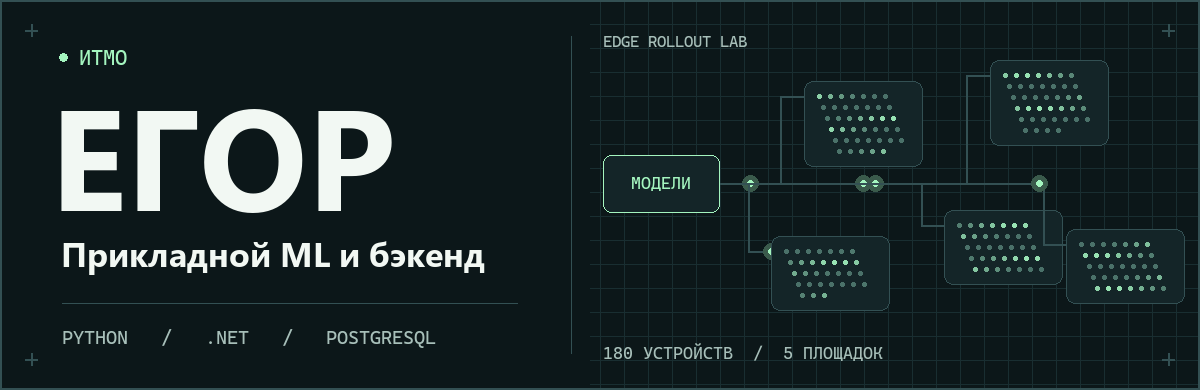 ИТМО
ЕГОР
Прикладной ML и бэкенд
PYTHON / .NET / POSTGRESQL
EDGE ROLLOUT LAB
МОДЕЛИ
180 УСТРОЙСТВ / 5 ПЛОЩАДОК